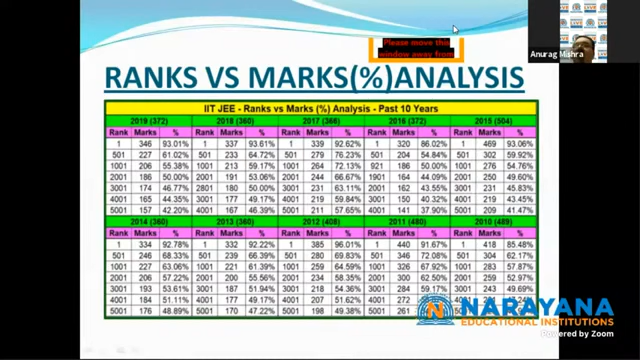 Please move this
window away from
Anurag Mishra
RANKS VS MARKS(%)ANALYSIS
IIT JEE - Ranks vs Marks (%) Analysis - Past 10 Years
2019 (372) 2018 (360) 2017 (366) 2016 (372) 2015 (504)
Rank Marks % Rank Marks % Rank Marks % Rank Marks % Rank Marks %
1 346 93.01% 1 337 93.61% 1 339 92.62% 1 320 86.02% 1 469 93.06%
501 227 61.02% 501 233 64.72% 501 279 76.23% 501 204 54.84% 501 302 59.92%
1001 206 55.38% 1001 213 59.17% 1001 264 72.13% 921 186 50.00% 1001 276 54.76%
2001 186 50.00% 2001 191 53.06% 2001 244 66.67% 1901 164 44.09% 2001 250 49.60%
3001 174 46.77% 2801 180 50.00% 3001 231 63.11% 2001 162 43.55% 3001 231 45.83%
4001 165 44.35% 3001 177 49.17% 4001 219 59.84% 3001 150 40.32% 4001 219 43.45%
5001 157 42.20% 4001 167 46.39% 5001 211 57.65% 4001 141 37.90% 5001 209 41.47%
2014 (360) 2013 (360) 2012 (408) 2011 (480) 2010 (489)
Rank Marks % Rank Marks % Rank Marks % Rank Marks % Rank Marks %
1 334 92.78% 1 332 92.22% 1 385 96.01% 1 440 91.67% 1 418 85.48%
501 246 68.33% 501 239 66.39% 501 280 69.83% 501 346 72.08% 501 304 62.17%
1001 227 63.06% 1001 221 61.39% 1001 259 64.59% 1001 326 67.92% 1001 283 57.87%
2001 206 57.22% 2001 200 55.56% 2001 234 58.35% 2001 300 62.50% 2001 259 52.97%
3001 193 53.61% 3001 187 51.94% 3001 218 54.36% 3001 284 59.17% 3001 243 49.69%
4001 184 51.11% 4001 177 49.17% 4001 207 51.62% 4001 272
5001 176 48.89% 5001 170 47.22% 5001 198 49.38% 5001 261
NARAYANA
EDUCATIONAL INSTITUTIONS
Powered by Zoom